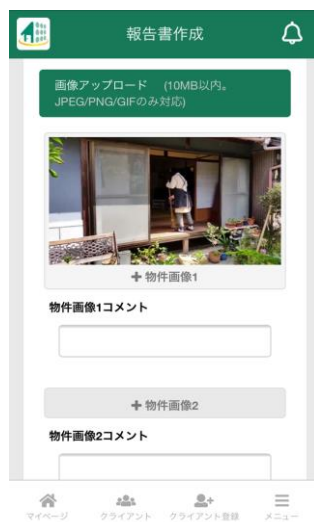 報告書作成
画像アップロード (10MB以内。
JPEG/PNG/GIFのみ対応)
+ 物件画像1
物件画像1コメント
+ 物件画像2
物件画像2コメント
マイページ
クライアント
クライアント登録
メニュー